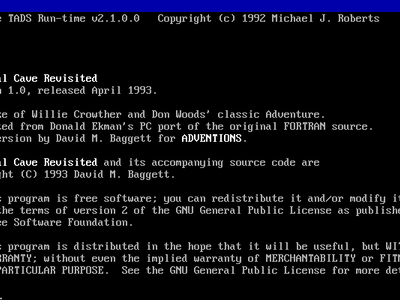 e TADS Run-time v2.1.0.0   Copyright (c) 1992 Michael J. Roberts
al Cave Revisited
n 1.0, released April 1993.
ke of Willie Crowther and Don Woods' classic Adventure.
ted from Donald Ekman's PC port of the original FORTRAN source.
ersion by David M. Baggett for ADVENTIONS.
al Cave Revisited and its accompanying source code are
ght (C) 1993 David M. Baggett.
s program is free software; you can redistribute it and/or modify it
the terms of version 2 of the GNU General Public License as publishe
ee Software Foundation.
s program is distributed in the hope that it will be useful, but WIT
RRANTY; without even the implied warranty of MERCHANTABILITY or FITN
PARTICULAR PURPOSE.  See the GNU General Public License for more det